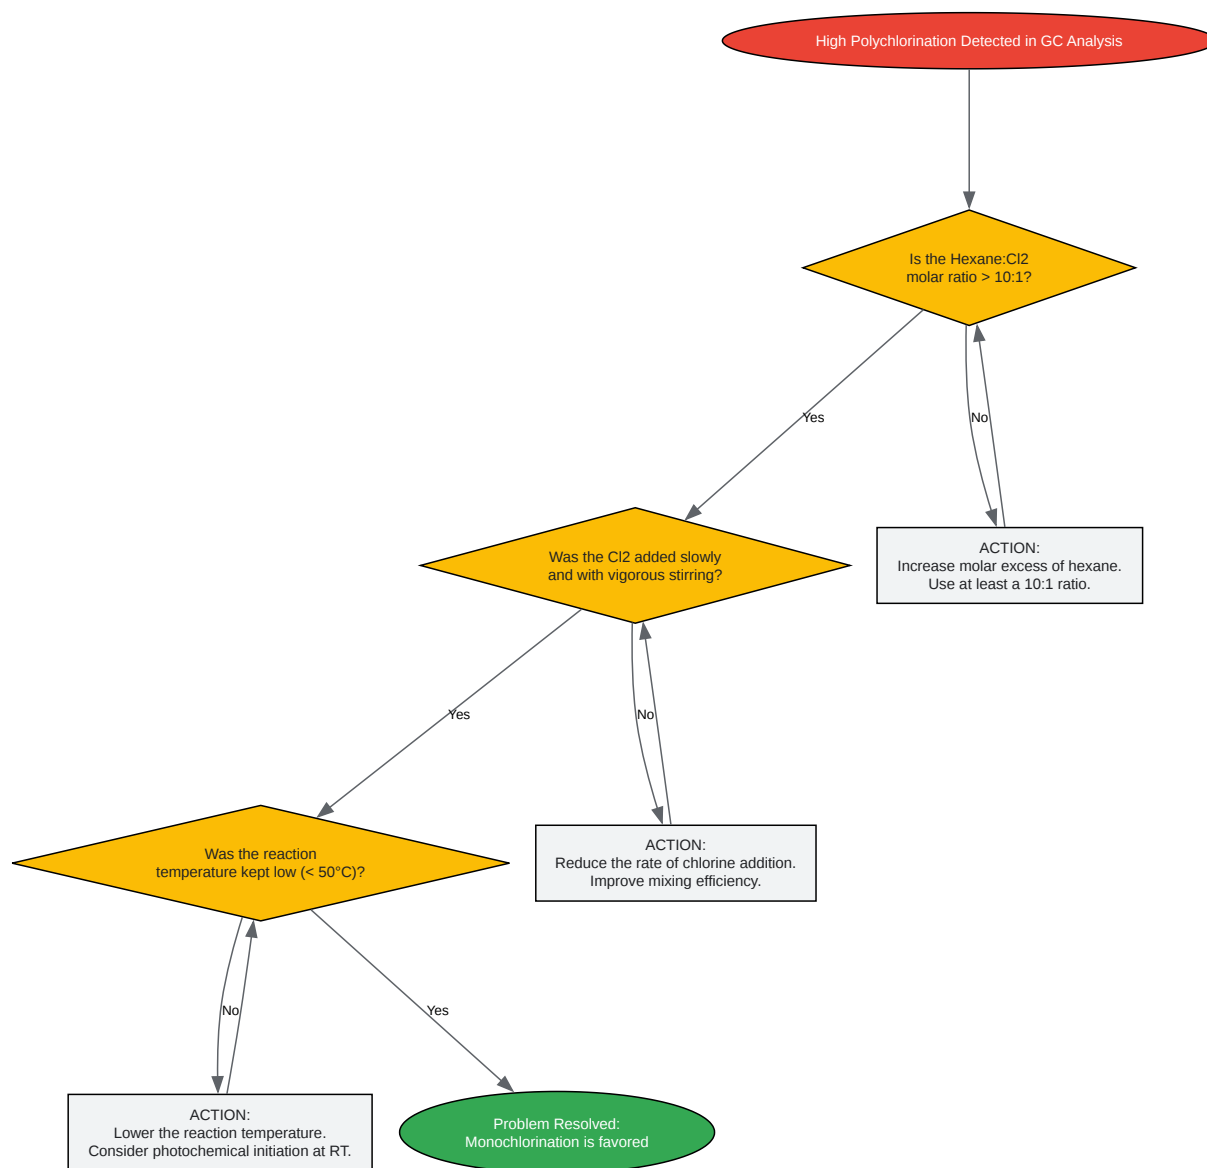 High Polychlorination Detected in GC Analysis
Is the Hexane:Cl2
molar ratio > 10:1?
Yes
No
ACTION:
Increase molar excess of hexane.
Use at least a 10:1 ratio.
Was the Cl2 added slowly
and with vigorous stirring?
Yes
No
ACTION:
Reduce the rate of chlorine addition.
Improve mixing efficiency.
Was the reaction
temperature kept low (< 50°C)?
No
Yes
ACTION:
Lower the reaction temperature.
Consider photochemical initiation at RT.
Problem Resolved:
Monochlorination is favored